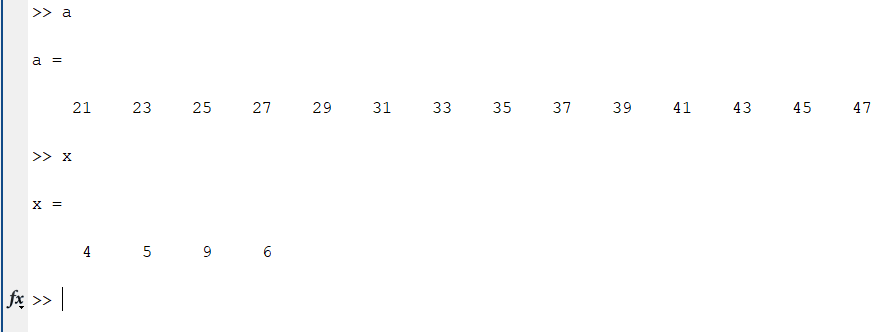 >> a
a =
21 23 25 27 29 31 33 35 37 39 41 43 45 47
>> x
x =
4 5 9 6
fx >>